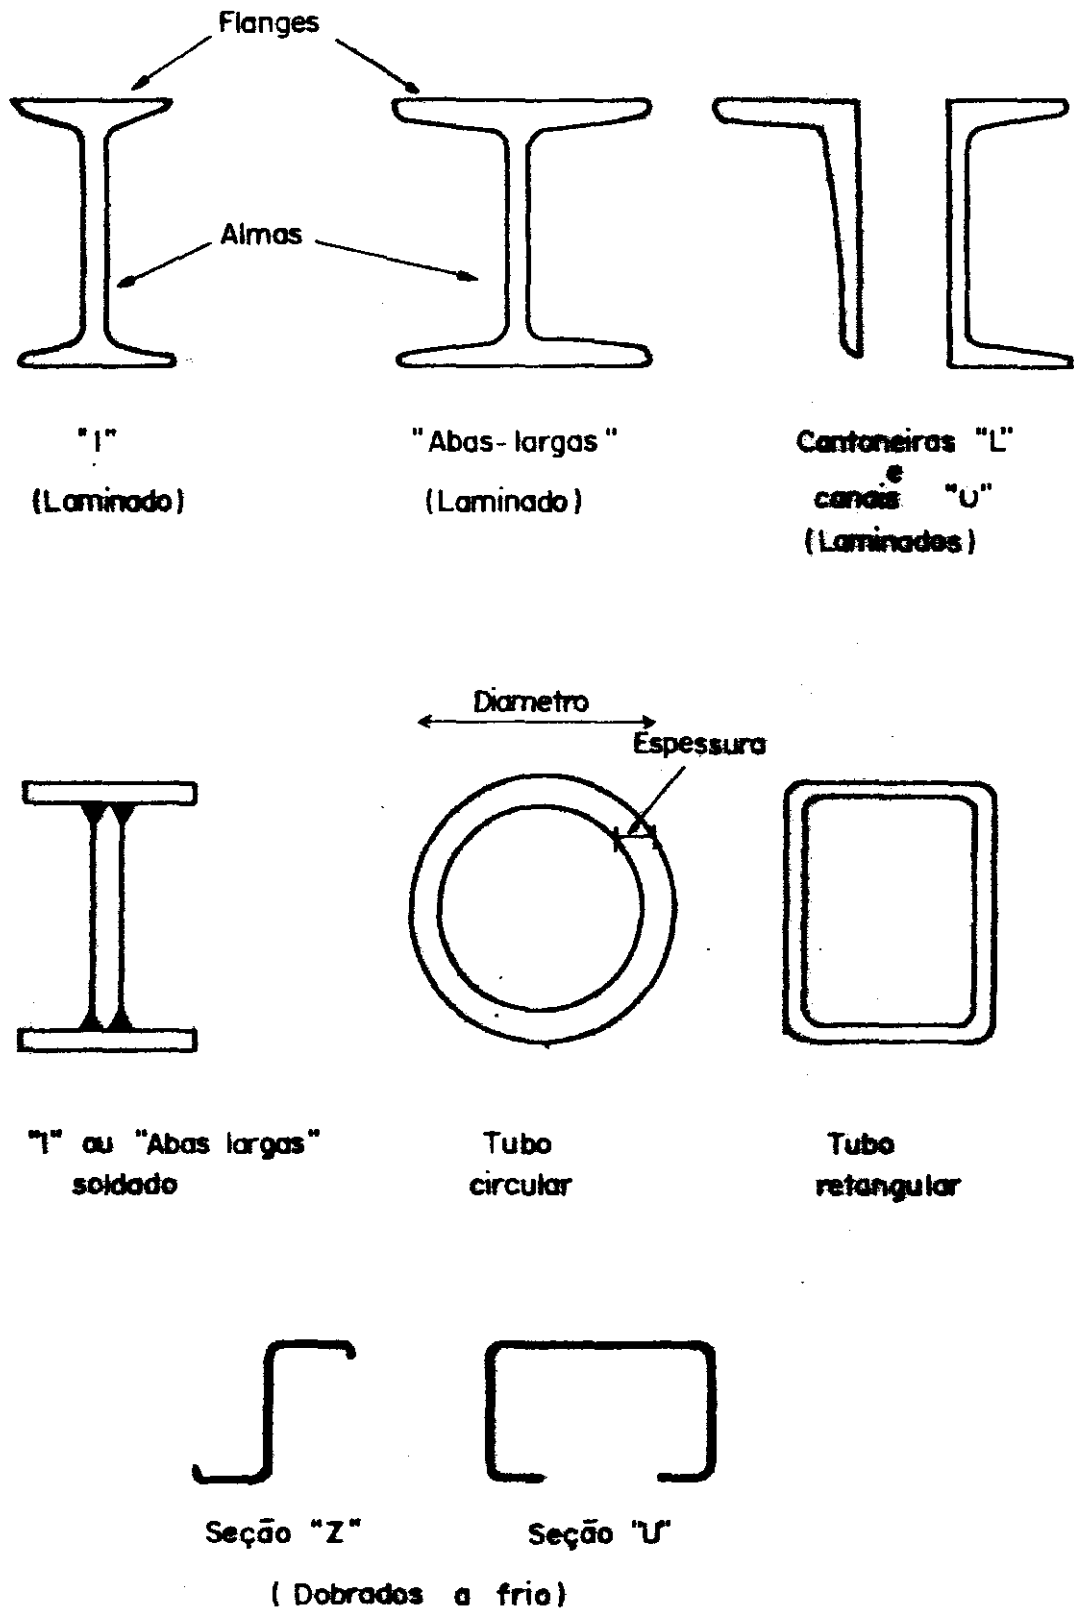 Flanges
Almas
"I"
(Laminado)
"Abas-largas"
(Laminado)
Cantoneiras "L"
e
canais "U"
(Laminados)
Diametro
Espessura
"I" ou "Abas largas"
soldado
Tubo
circular
Tubo
retangular
Seção "Z"
Seção "U"
(Dobrados a frio)